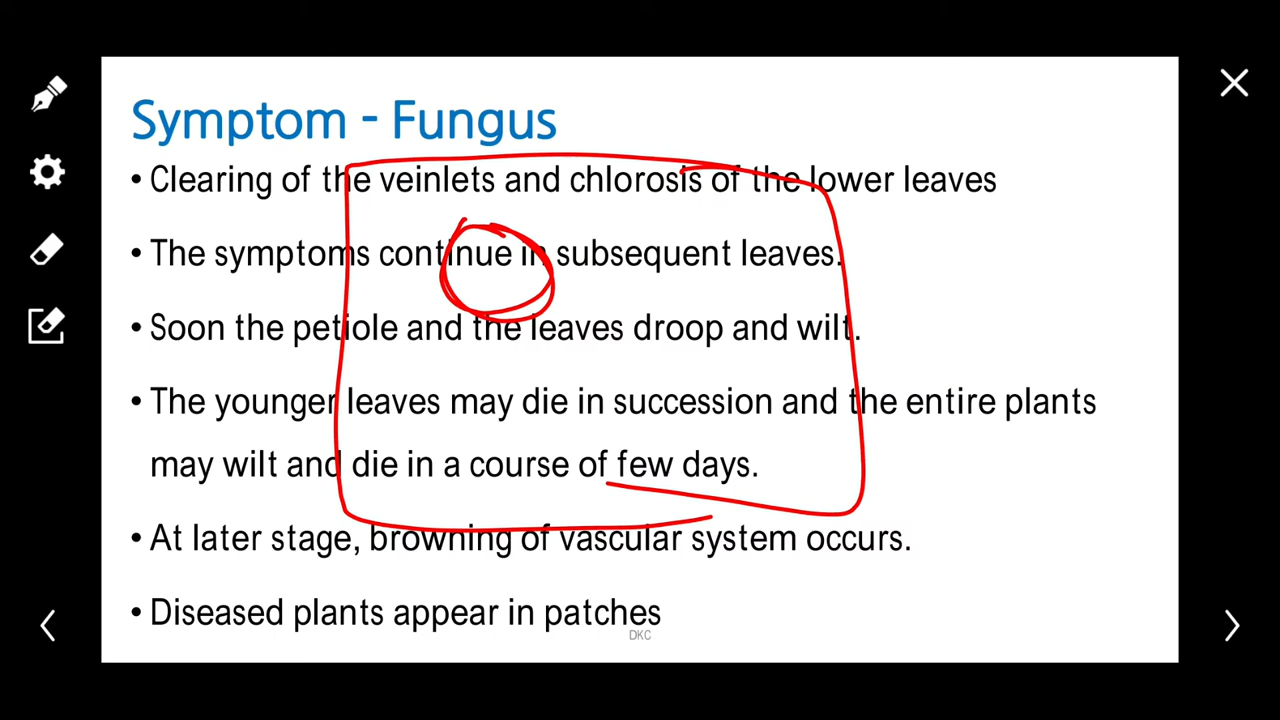 Symptom - Fungus
• Clearing of the veinlets and chlorosis of the lower leaves
• The symptoms continue in subsequent leaves.
• Soon the petiole and the leaves droop and wilt.
• The younger leaves may die in succession and the entire plants
may wilt and die in a course of few days.
• At later stage, browning of vascular system occurs.
• Diseased plants appear in patches
DKC